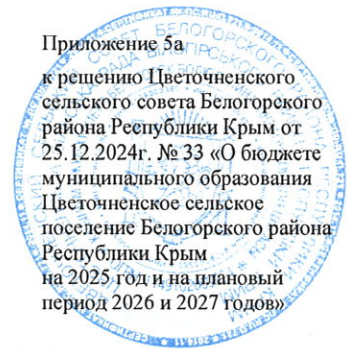 Приложение 5а
к решению Цветочненского
сельского совета Белогорского
района Республики Крым от
25.12.2024г. № 33 «О бюджете
муниципального образования
Цветочненское сельское
поселение Белогорского района
Республики Крым
на 2025 год и на плановый
период 2026 и 2027 годов»